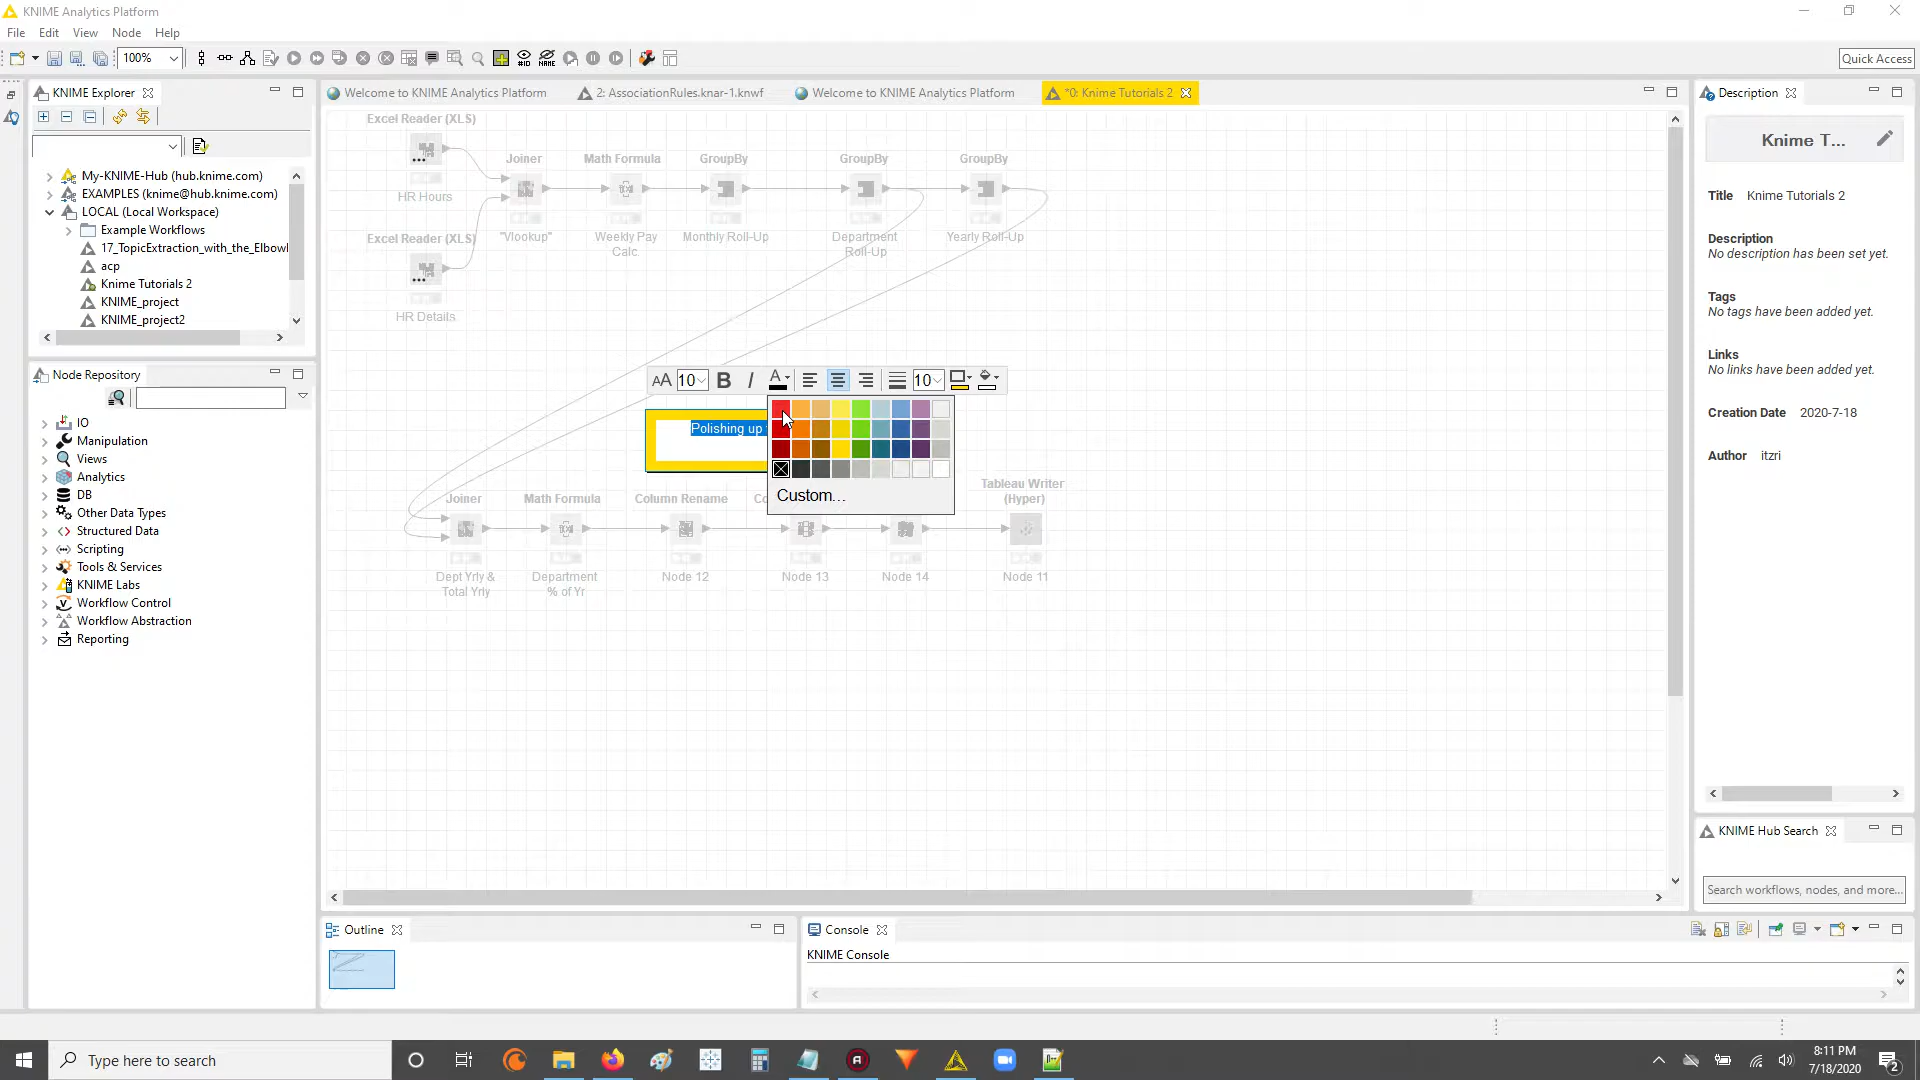 KNIME Analytics Platform
File Edit View Node Help
100%
Quick Access
KNIME Explorer
My-KNIME-Hub (hub.knime.com)
EXAMPLES (knime@hub.knime.com)
LOCAL (Local Workspace)
Example Workflows
17_TopicExtraction_with_the_Elbow
acp
Knime Tutorials 2
KNIME_project
KNIME_project2
Node Repository
IO
Manipulation
Views
Analytics
DB
Other Data Types
Structured Data
Scripting
Tools & Services
KNIME Labs
Workflow Control
Workflow Abstraction
Reporting
Welcome to KNIME Analytics Platform
2: AssociationRules.knar-1.knwf
Welcome to KNIME Analytics Platform
*0: Knime Tutorials 2
Excel Reader (XLS)
HR Hours
Excel Reader (XLS)
HR Details
Joiner
"Vlookup"
Math Formula
Weekly Pay
Calc.
GroupBy
Monthly Roll-Up
GroupBy
Department
Roll-Up
GroupBy
Yearly Roll-Up
AA 10 B I A 10
Polishing up
Custom...
Joiner
Dept Yrly &
Total Yrly
Math Formula
Department
% of Yr
Column Rename
Node 12
Co
Node 13
Node 14
Tableau Writer
(Hyper)
Node 11
Description
Knime T...
Title Knime Tutorials 2
Description
No description has been set yet.
Tags
No tags have been added yet.
Links
No links have been added yet.
Creation Date 2020-7-18
Author itzri
KNIME Hub Search
Search workflows, nodes, and more...
Outline
Console
KNIME Console
Type here to search
8:11 PM
7/18/2020
2